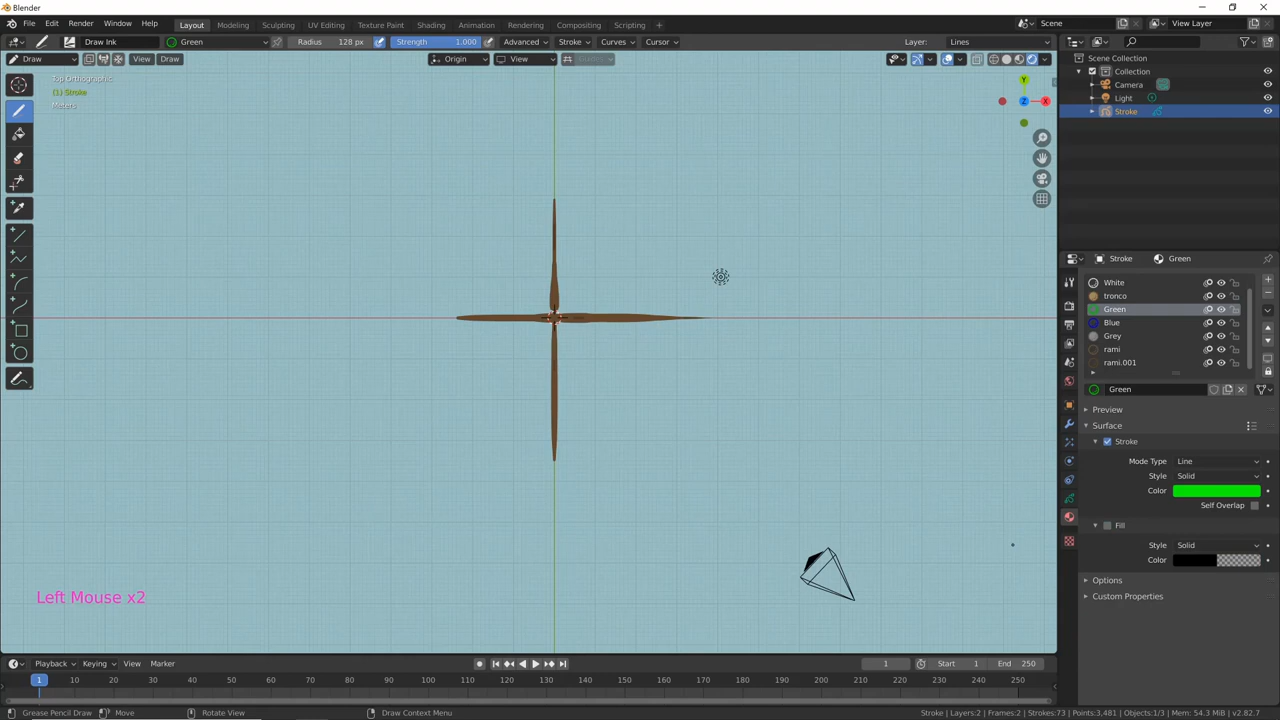 Blender
File Edit Render Window Help Layout Modeling Sculpting UV Editing Texture Paint Shading Animation Rendering Compositing Scripting Scene View Layer
Draw Ink Green Radius 128 px Strength 1.000 Advanced Stroke Curves Cursor Layer: Lines
Draw View Draw Origin View Guides
Top Orthographic
(1) Stroke
Meters
Y
Z X
Scene Collection
Collection
Camera
Light
Stroke
Stroke Green
White
tronco
Green
Blue
Grey
rami
rami.001
Green
Preview
Surface
Stroke
Mode Type Line
Style Solid
Color
Self Overlap
Fill
Style Solid
Color
Options
Custom Properties
Left Mouse x2
Playback Keying View Marker 1 Start 1 End 250
1 10 20 30 40 50 60 70 80 90 100 110 120 130 140 150 160 170 180 190 200 210 220 230 240 250
Grease Pencil Draw Move Rotate View Draw Context Menu Stroke | Layers:2 | Frames:2 | Strokes:73 | Points:3,481 | Objects:1/3 | Mem: 54.3 MiB | v2.82.7